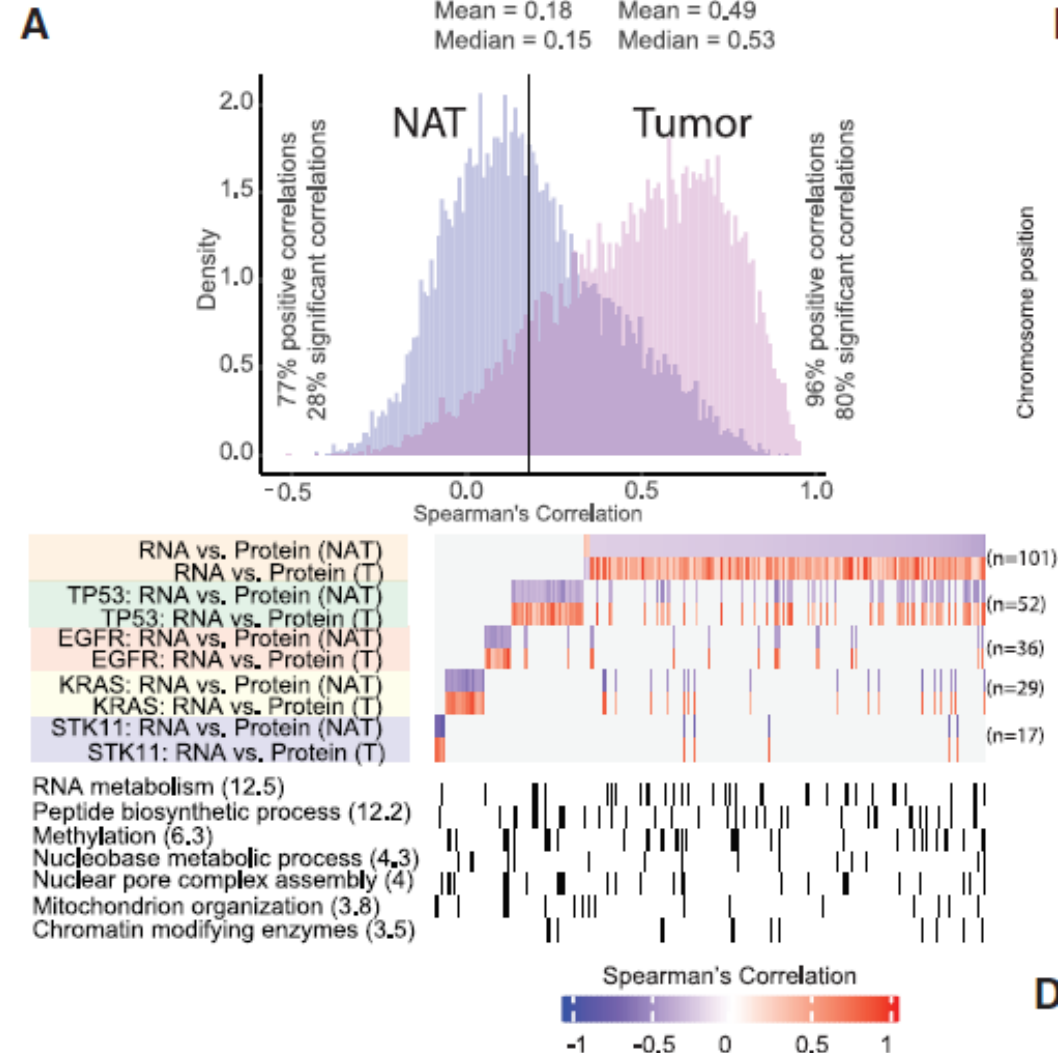 A
Mean = 0.18 Mean = 0.49
Median = 0.15 Median = 0.53
NAT Tumor
2.0
1.5
1.0
0.5
0.0
Density
77% positive correlations
28% significant correlations
96% positive correlations
80% significant correlations
-0.5 0.0 0.5 1.0
Spearman's Correlation
Chromosome position
RNA vs. Protein (NAT)
RNA vs. Protein (T)
(n=101)
TP53: RNA vs. Protein (NAT)
TP53: RNA vs. Protein (T)
(n=52)
EGFR: RNA vs. Protein (NAT)
EGFR: RNA vs. Protein (T)
(n=36)
KRAS: RNA vs. Protein (NAT)
KRAS: RNA vs. Protein (T)
(n=29)
STK11: RNA vs. Protein (NAT)
STK11: RNA vs. Protein (T)
(n=17)
RNA metabolism (12.5)
Peptide biosynthetic process (12.2)
Methylation (6.3)
Nucleobase metabolic process (4.3)
Nuclear pore complex assembly (4)
Mitochondrion organization (3.8)
Chromatin modifying enzymes (3.5)
Spearman's Correlation
-1 -0.5 0 0.5 1
D